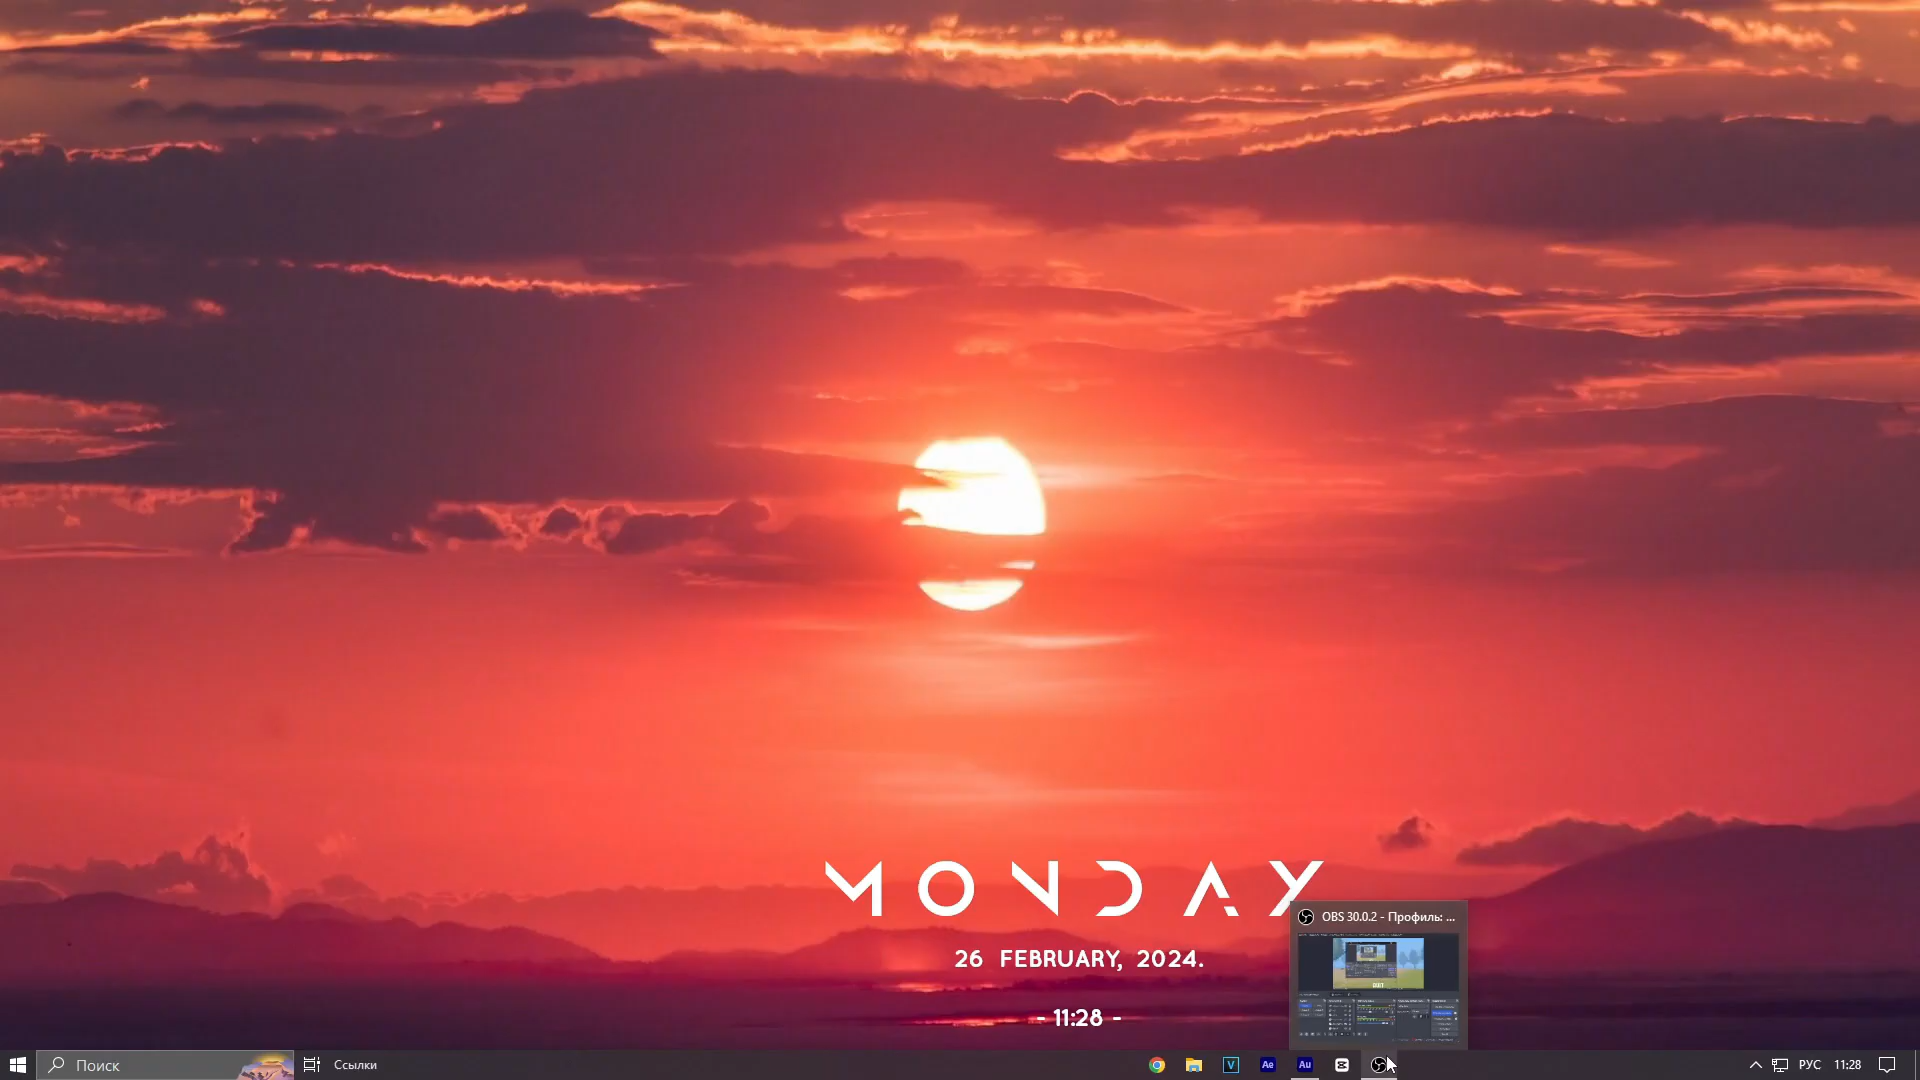 MONDAY
26 FEBRUARY, 2024.
- 11:28 -
OBS 30.0.2 - Профиль: ...
Поиск
Ссылки
V
Ae
Au
РУС
11:28